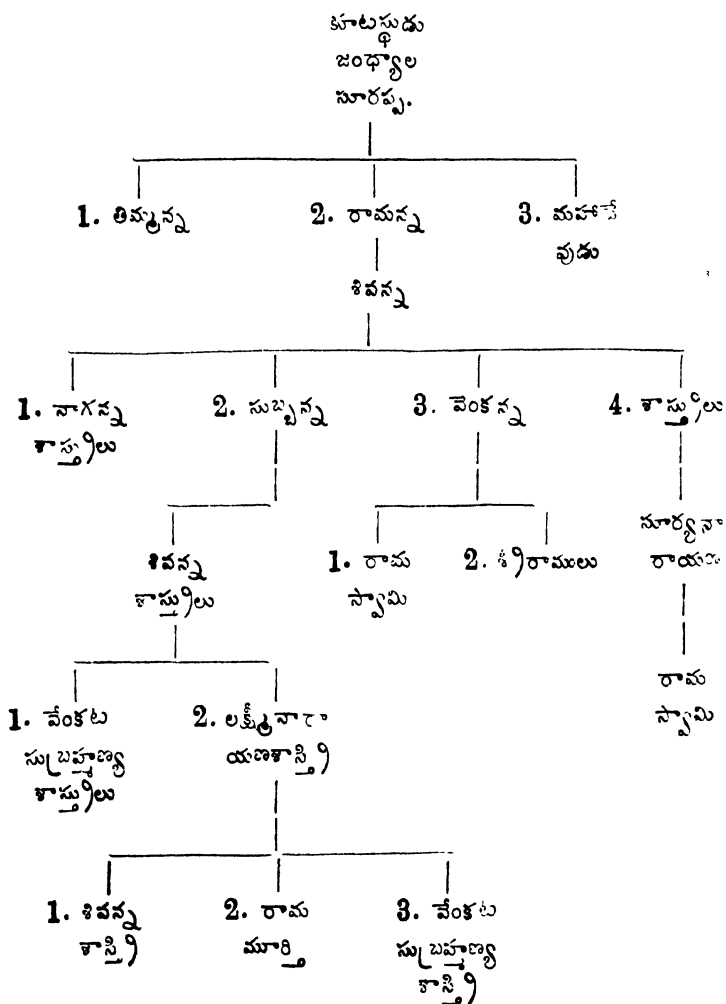 కూటస్థుడు
జంధ్యాల
సూరప్ప.
1. తిమ్మన్న 2. రామన్న 3. మహాదే
వుడు
శివన్న
1. నాగన్న 2. సుబ్బన్న 3. వెంకన్న 4. శాస్త్రులు
శాస్త్రులు
సూర్యనా
శివన్న 1. రామ 2. శ్రీరాములు రాయణ
శాస్త్రులు స్వామి
రామ
1. వేంకట 2. లక్ష్మీనారా స్వామి
సుబ్రహ్మణ్య యణశాస్త్రి
శాస్త్రులు
1. శివన్న 2. రామ 3. వేంకట
శాస్త్రి మూర్తి సుబ్రహ్మణ్య
శాస్త్రి